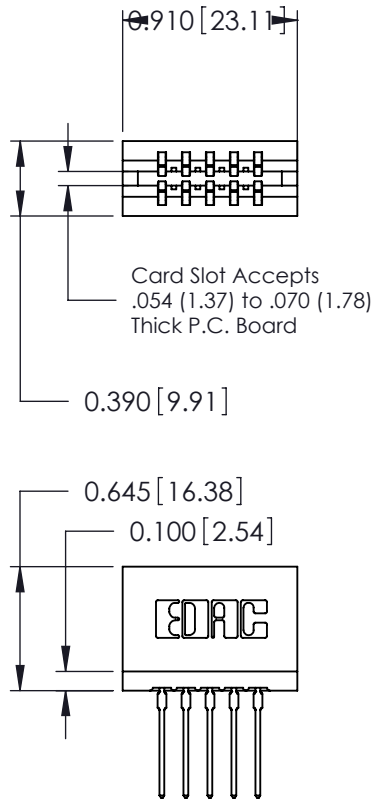 0.910 [23.11]
Card Slot Accepts
.054 (1.37) to .070 (1.78)
Thick P.C. Board
0.390 [9.91]
0.645 [16.38]
0.100 [2.54]
EDAC